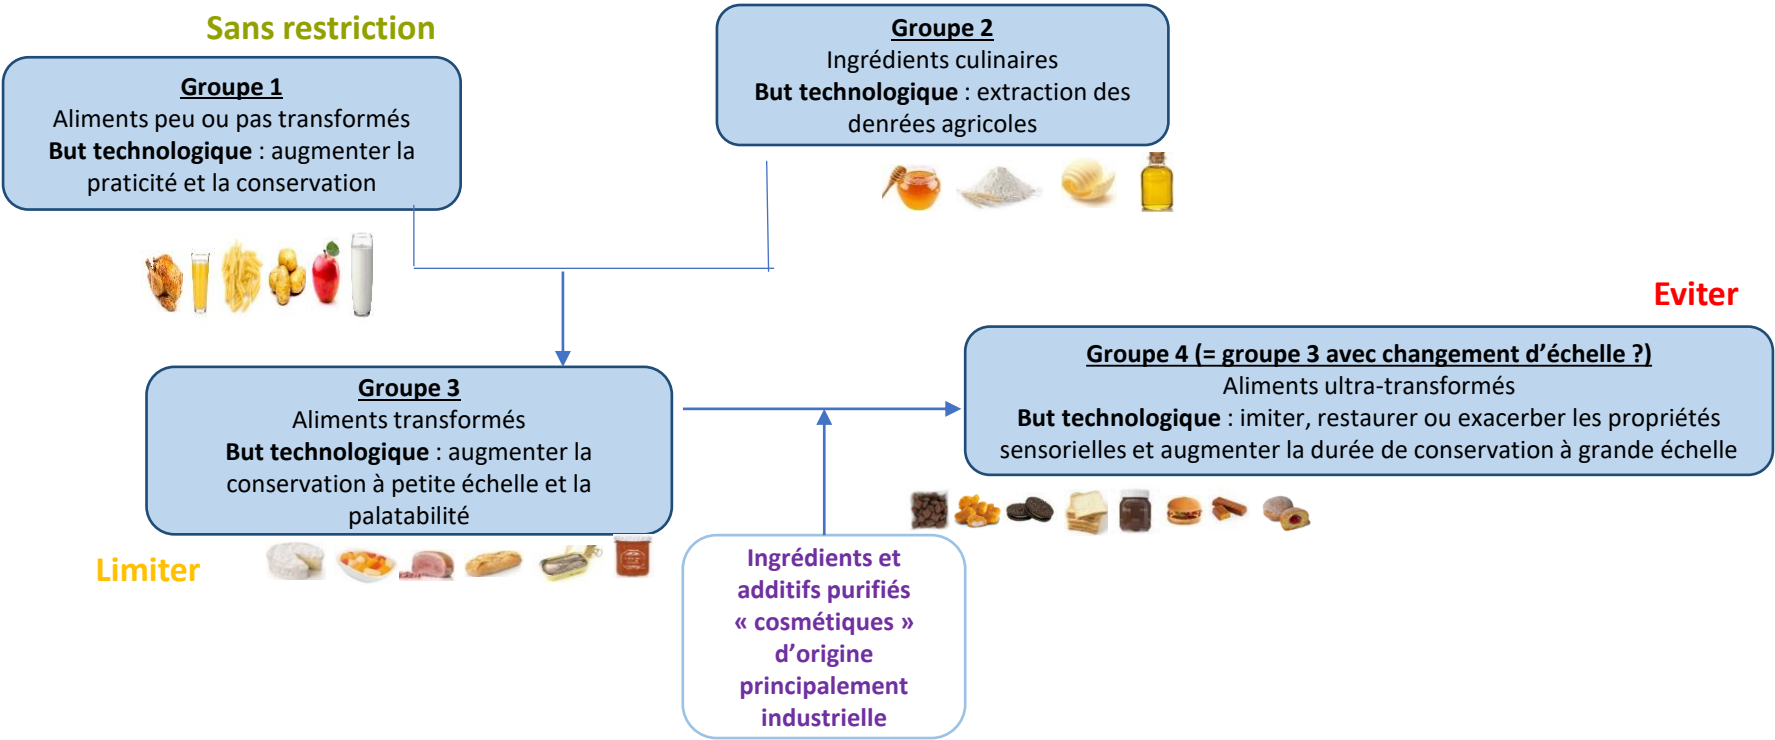 Sans restriction
Groupe 1
Aliments peu ou pas transformés
But technologique : augmenter la
praticité et la conservation
Groupe 2
Ingrédients culinaires
But technologique : extraction des
denrées agricoles
Eviter
Groupe 3
Aliments transformés
But technologique : augmenter la
conservation à petite échelle et la
palatabilité
Limiter
Groupe 4 (= groupe 3 avec changement d’échelle ?)
Aliments ultra-transformés
But technologique : imiter, restaurer ou exacerber les propriétés
sensorielles et augmenter la durée de conservation à grande échelle
Ingrédients et
additifs purifiés
« cosmétiques »
d’origine
principalement
industrielle